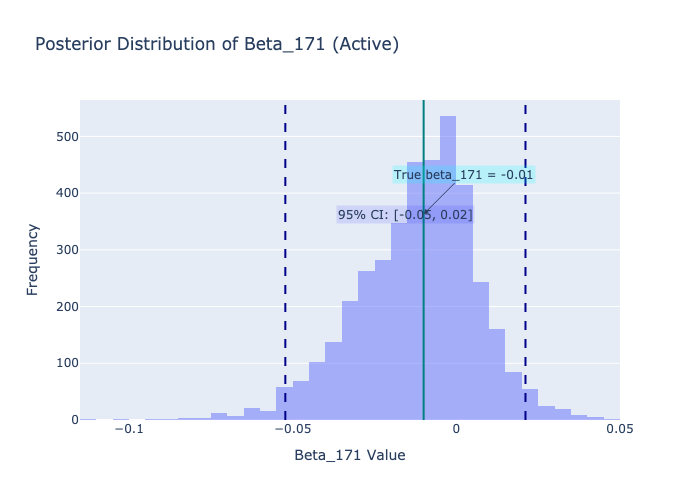 Posterior Distribution of Beta_171 (Active)
500
400
300
200
100
0
Frequency
True beta_171 = -0.01
95% CI: [-0.05, 0.02]
−0.1
−0.05
0
0.05
Beta_171 Value